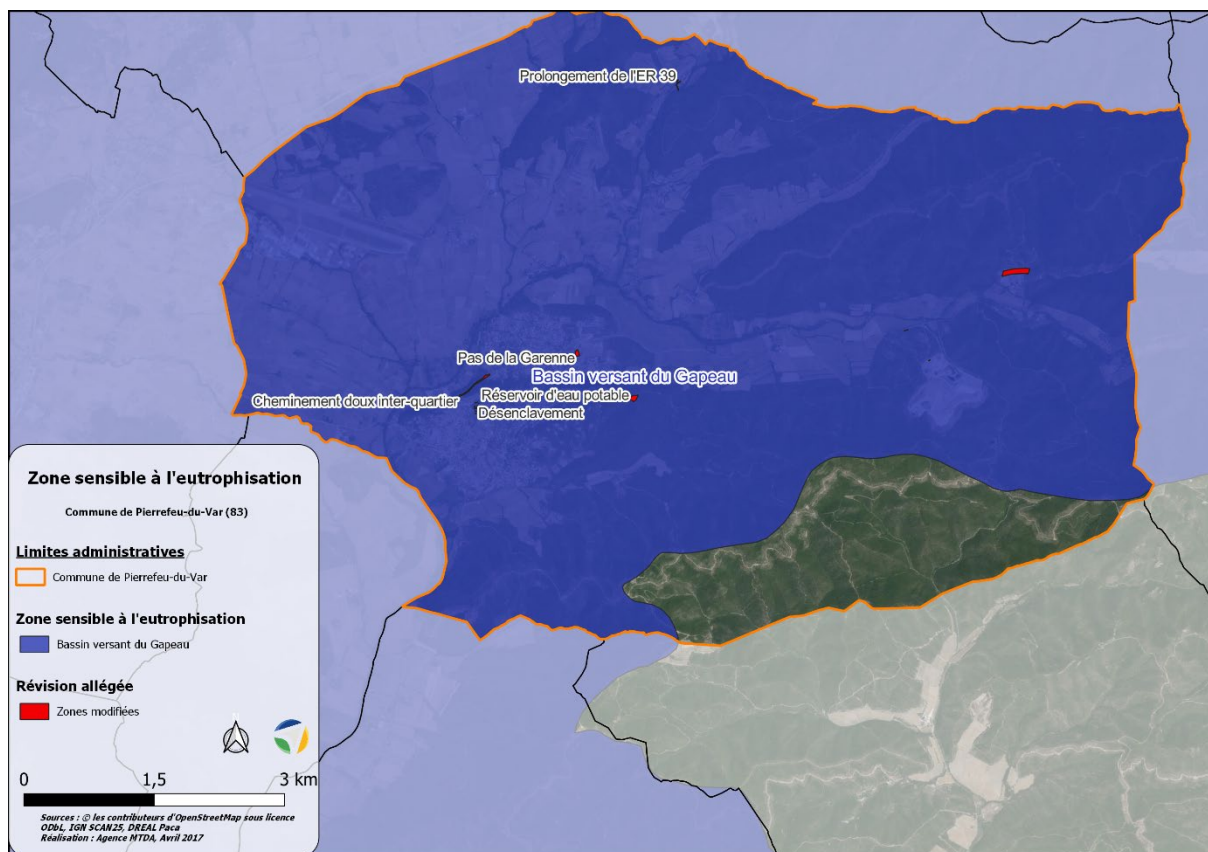 Prolongement de l'ER 39
Pas de la Garenne
Bassin versant du Gapeau
Cheminement doux inter-quartier
Réservoir d'eau potable
Désenclavement
Zone sensible à l'eutrophisation
Commune de Pierrefeu-du-Var (83)
Limites administratives
Commune de Pierrefeu-du-Var
Zone sensible à l'eutrophisation
Bassin versant du Gapeau
Révision allégée
Zones modifiées
0 1,5 3 km
Sources : © les contributeurs d'OpenStreetMap sous licence
ODbL, IGN SCAN25, DREAL Paca
Réalisation : Agence MTDA, Avril 2017